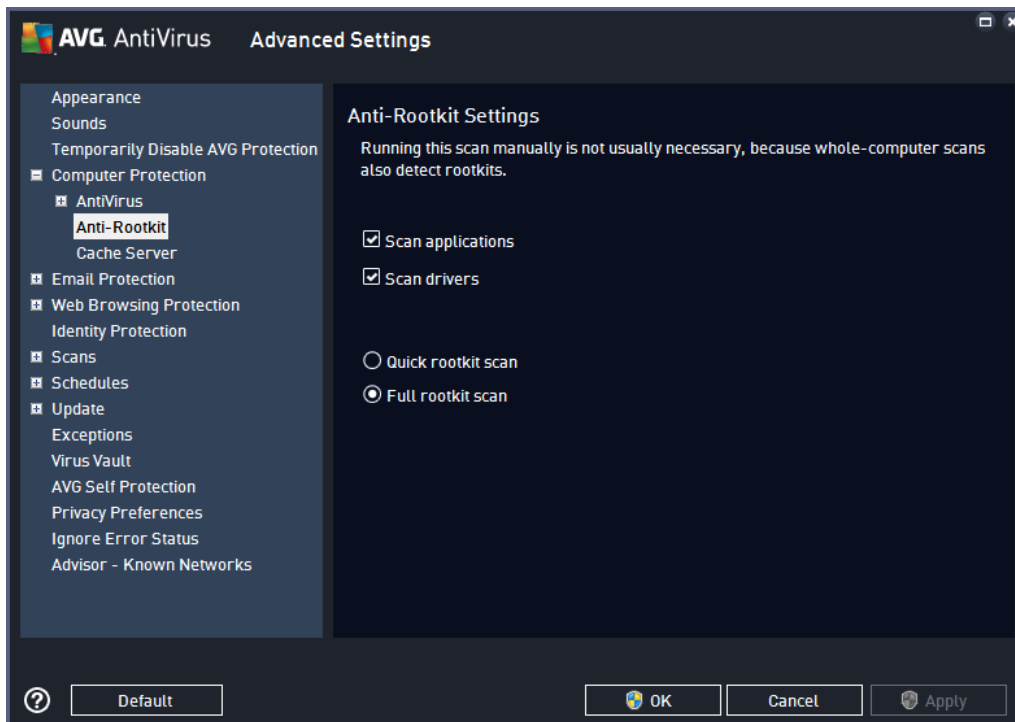 AVG AntiVirus Advanced Settings
Appearance
Sounds
Temporarily Disable AVG Protection
Computer Protection
AntiVirus
Anti-Rootkit
Cache Server
Email Protection
Web Browsing Protection
Identity Protection
Scans
Schedules
Update
Exceptions
Virus Vault
AVG Self Protection
Privacy Preferences
Ignore Error Status
Advisor - Known Networks
Anti-Rootkit Settings
Running this scan manually is not usually necessary, because whole-computer scans
also detect rootkits.
Scan applications
Scan drivers
Quick rootkit scan
Full rootkit scan
? Default OK Cancel Apply